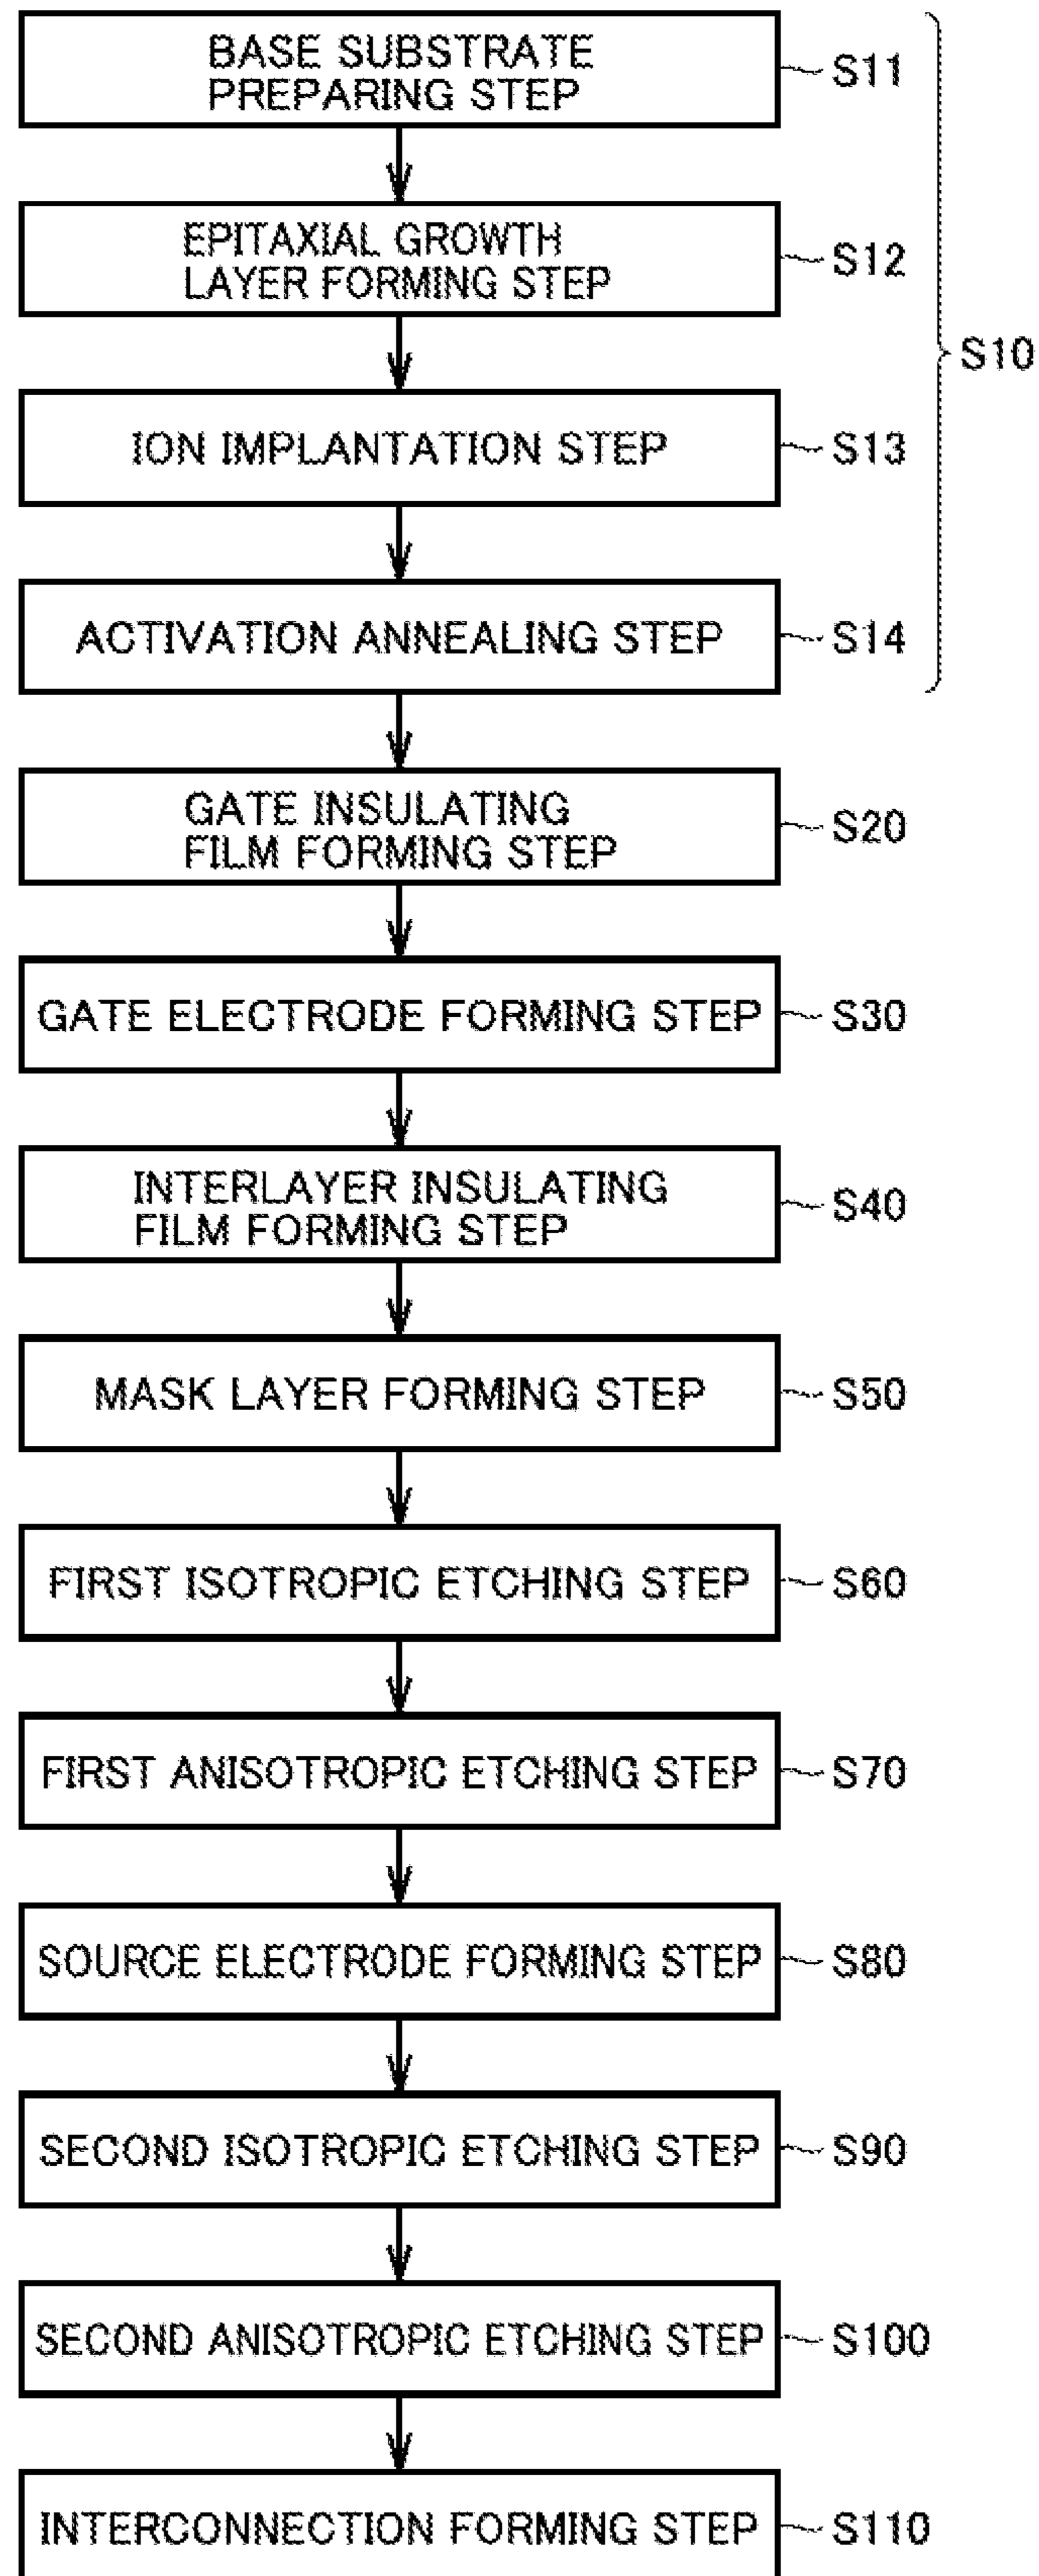 BASE SUBSTRATE
PREPARING STEP
S11
EPITAXIAL GROWTH
LAYER FORMING STEP
S12
S10
ION IMPLANTATION STEP
S13
ACTIVATION ANNEALING STEP
S14
GATE INSULATING
FILM FORMING STEP
S20
GATE ELECTRODE FORMING STEP
S30
INTERLAYER INSULATING
FILM FORMING STEP
S40
MASK LAYER FORMING STEP
S50
FIRST ISOTROPIC ETCHING STEP
S60
FIRST ANISOTROPIC ETCHING STEP
S70
SOURCE ELECTRODE FORMING STEP
S80
SECOND ISOTROPIC ETCHING STEP
S90
SECOND ANISOTROPIC ETCHING STEP
S100
INTERCONNECTION FORMING STEP
S110